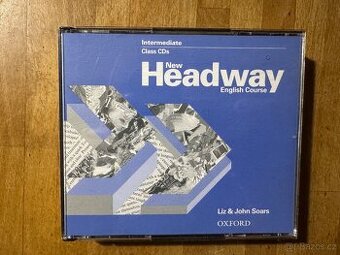 Intermediate
Class CDs
New
Headway
English Course
Liz & John Soars
OXFORD